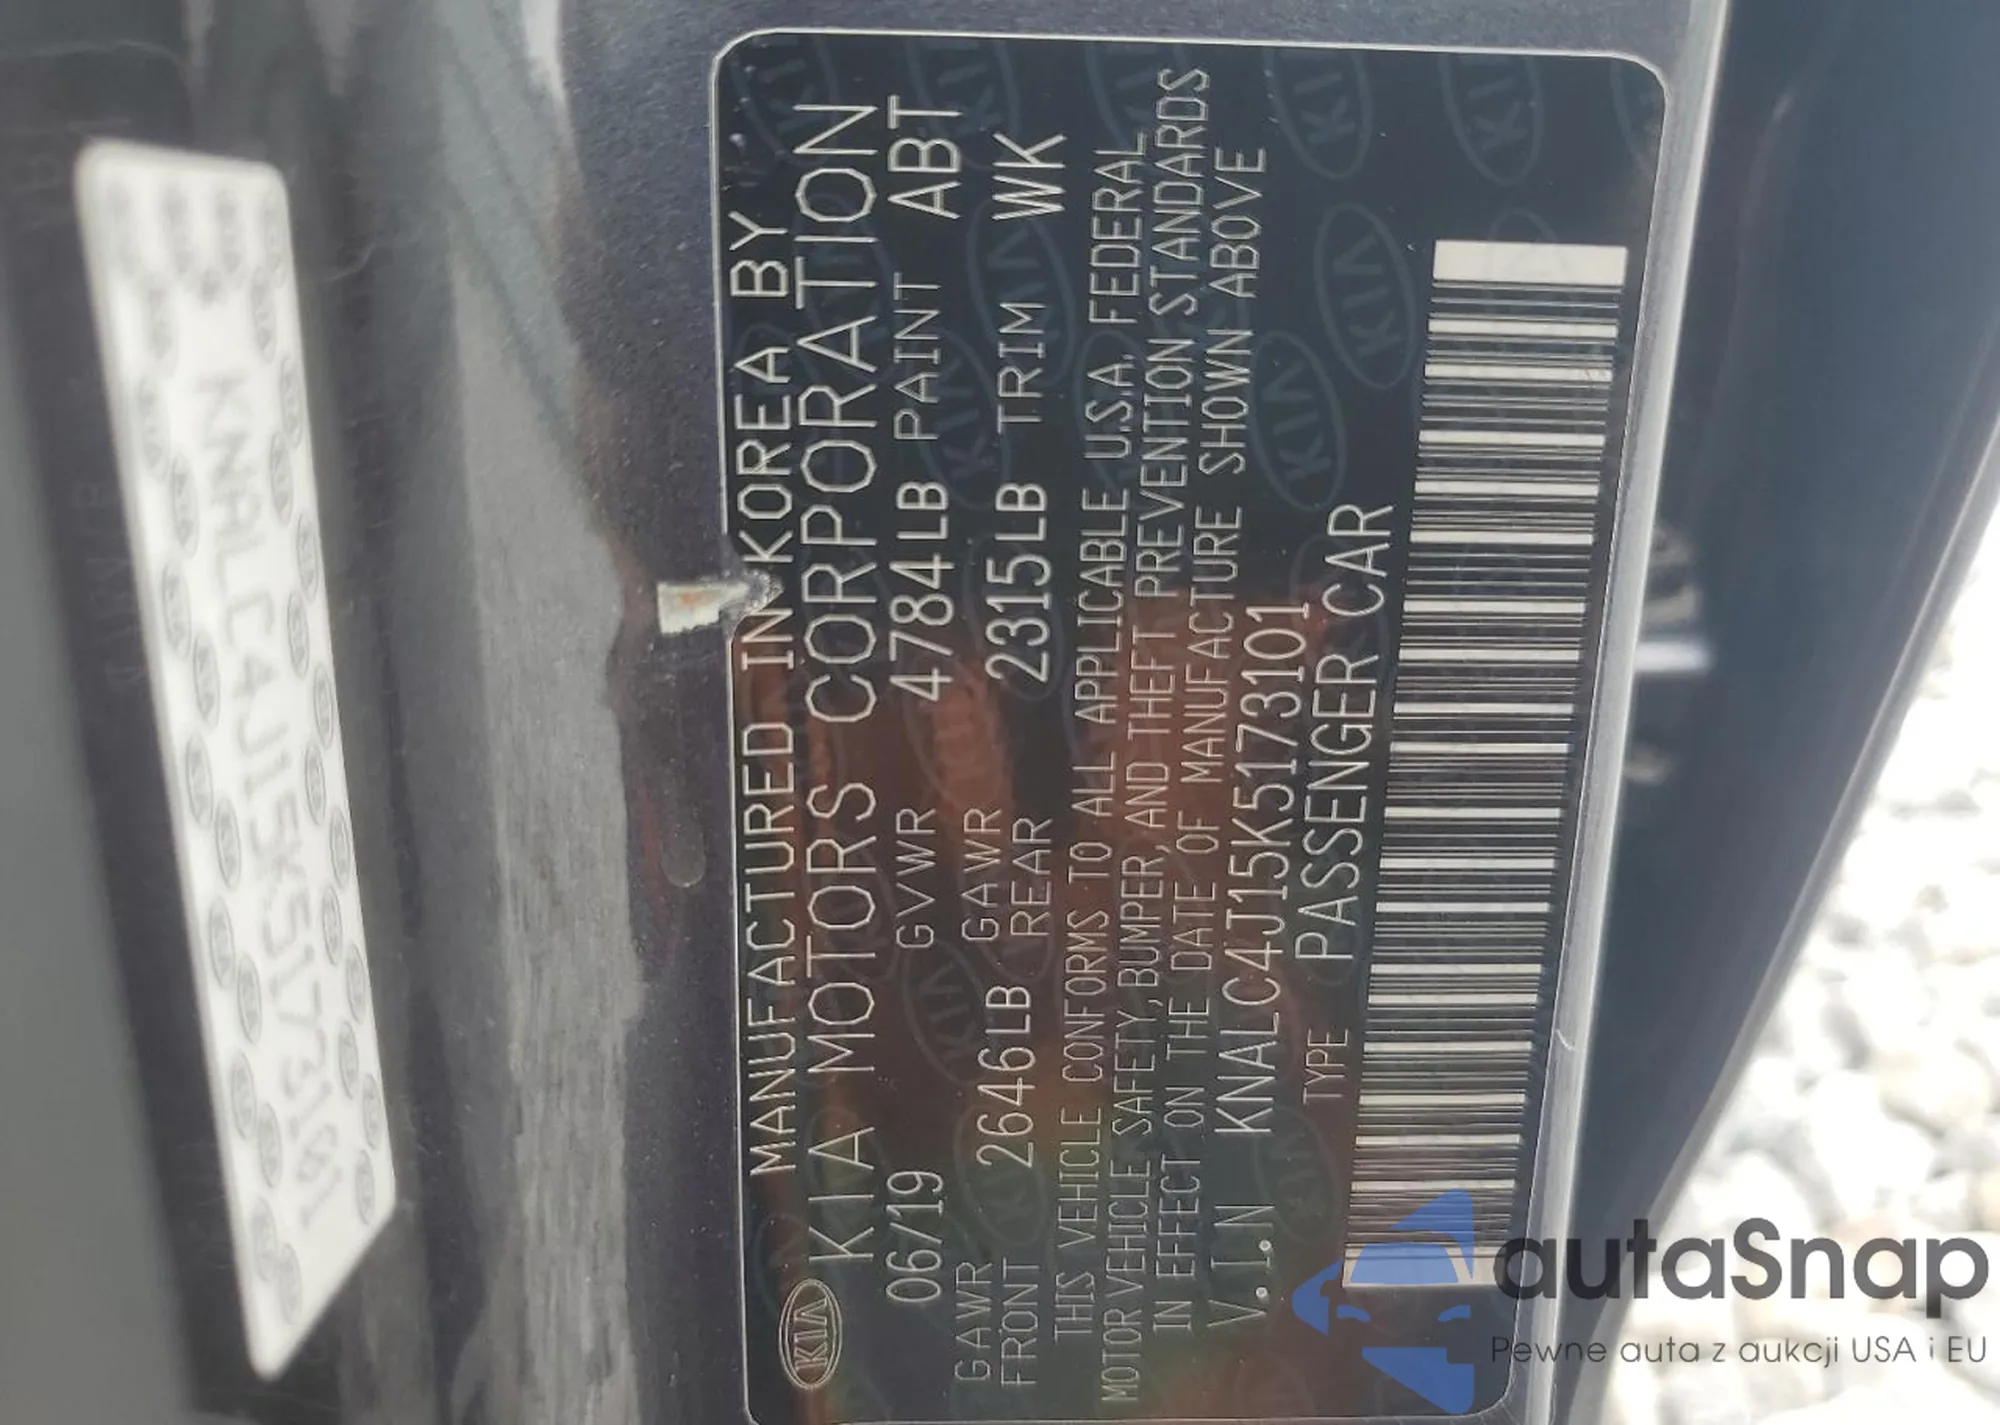 MANUFACTURED IN KOREA BY
KIA KIA MOTORS CORPORATION
06/19 GVWR 4784LB PAINT ABT
GAWR FRONT 2646LB GAWR REAR 2315LB TRIM WK
THIS VEHICLE CONFORMS TO ALL APPLICABLE U.S.A. FEDERAL
MOTOR VEHICLE SAFETY, BUMPER, AND THEFT PREVENTION STANDARDS
IN EFFECT ON THE DATE OF MANUFACTURE SHOWN ABOVE
V.I.N KNALC4J15K5173101
TYPE PASSENGER CAR
KNALC4J15K5173101
autaSnap
Pewne auta z aukcji USA i EU